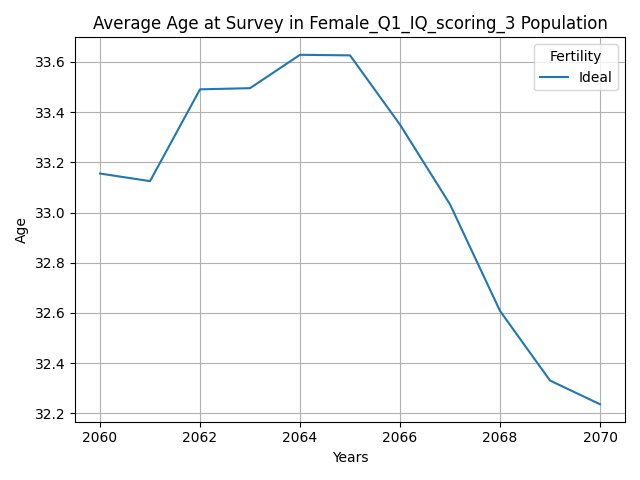 Average Age at Survey in Female_Q1_IQ_scoring_3 Population
Fertility
Ideal
33.6
33.4
33.2
33.0
32.8
32.6
32.4
32.2
Age
2060
2062
2064
2066
2068
2070
Years